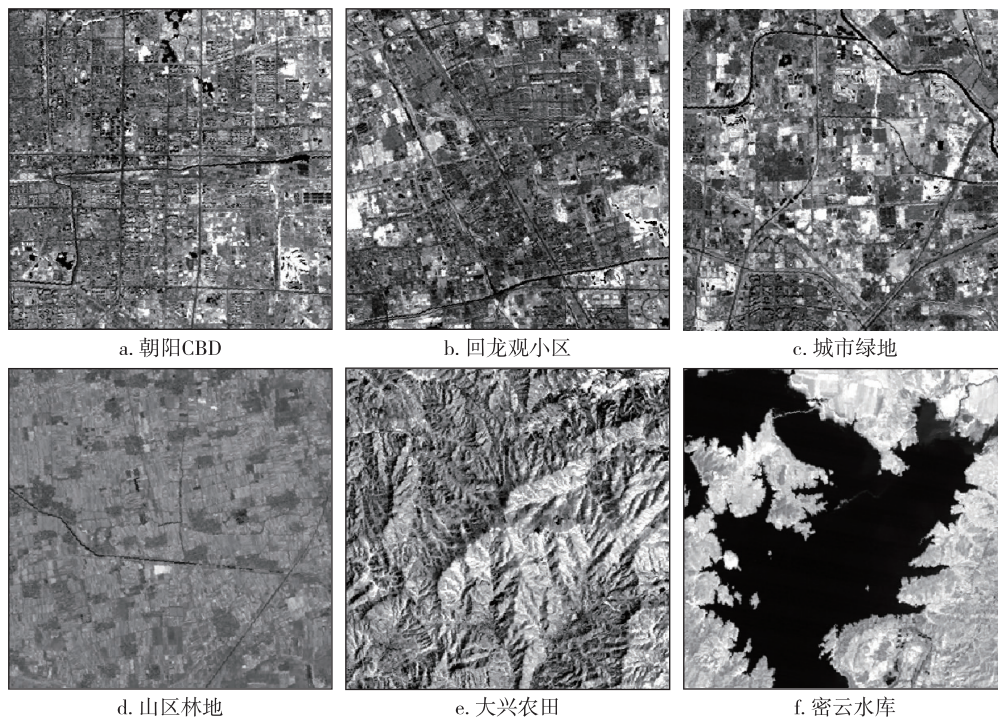 a. 朝阳CBD
b. 回龙观小区
c. 城市绿地
d. 山区林地
e. 大兴农田
f. 密云水库